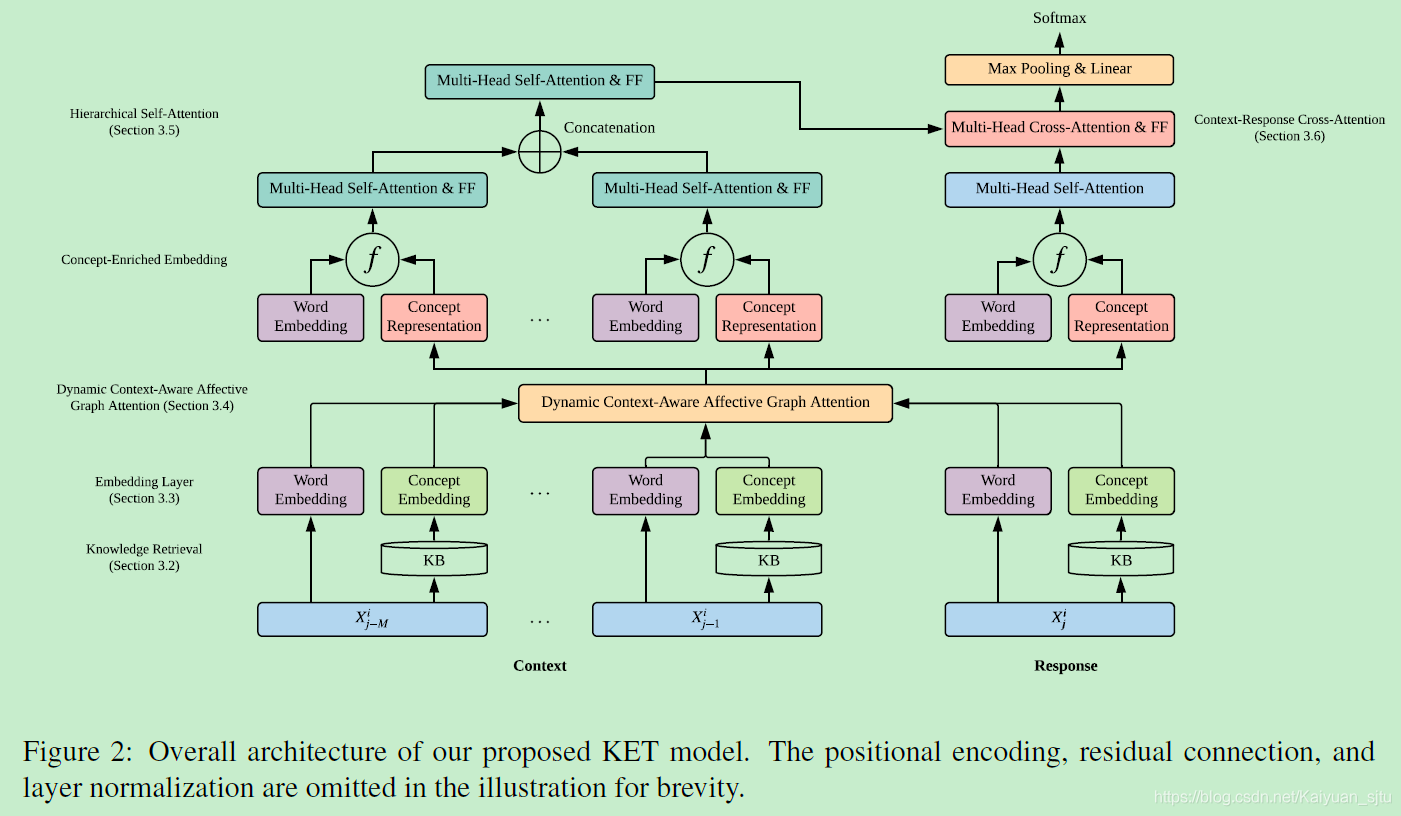 Softmax
Max Pooling & Linear
Multi-Head Self-Attention & FF
Hierarchical Self-Attention
(Section 3.5)
Concatenation
Multi-Head Cross-Attention & FF
Context-Response Cross-Attention
(Section 3.6)
Multi-Head Self-Attention & FF
Multi-Head Self-Attention & FF
Multi-Head Self-Attention
Concept-Enriched Embedding
f
f
f
Word
Embedding
Concept
Representation
...
Word
Embedding
Concept
Representation
Word
Embedding
Concept
Representation
Dynamic Context-Aware Affective
Graph Attention (Section 3.4)
Dynamic Context-Aware Affective Graph Attention
Embedding Layer
(Section 3.3)
Word
Embedding
Concept
Embedding
...
Word
Embedding
Concept
Embedding
Word
Embedding
Concept
Embedding
Knowledge Retrieval
(Section 3.2)
KB
KB
KB
X^i_{j-M}
...
X^i_{j-1}
X^i_j
Context
Response
Figure 2: Overall architecture of our proposed KET model. The positional encoding, residual connection, and
layer normalization are omitted in the illustration for brevity.
https://blog.csdn.net/Kaiyuan_sjtu